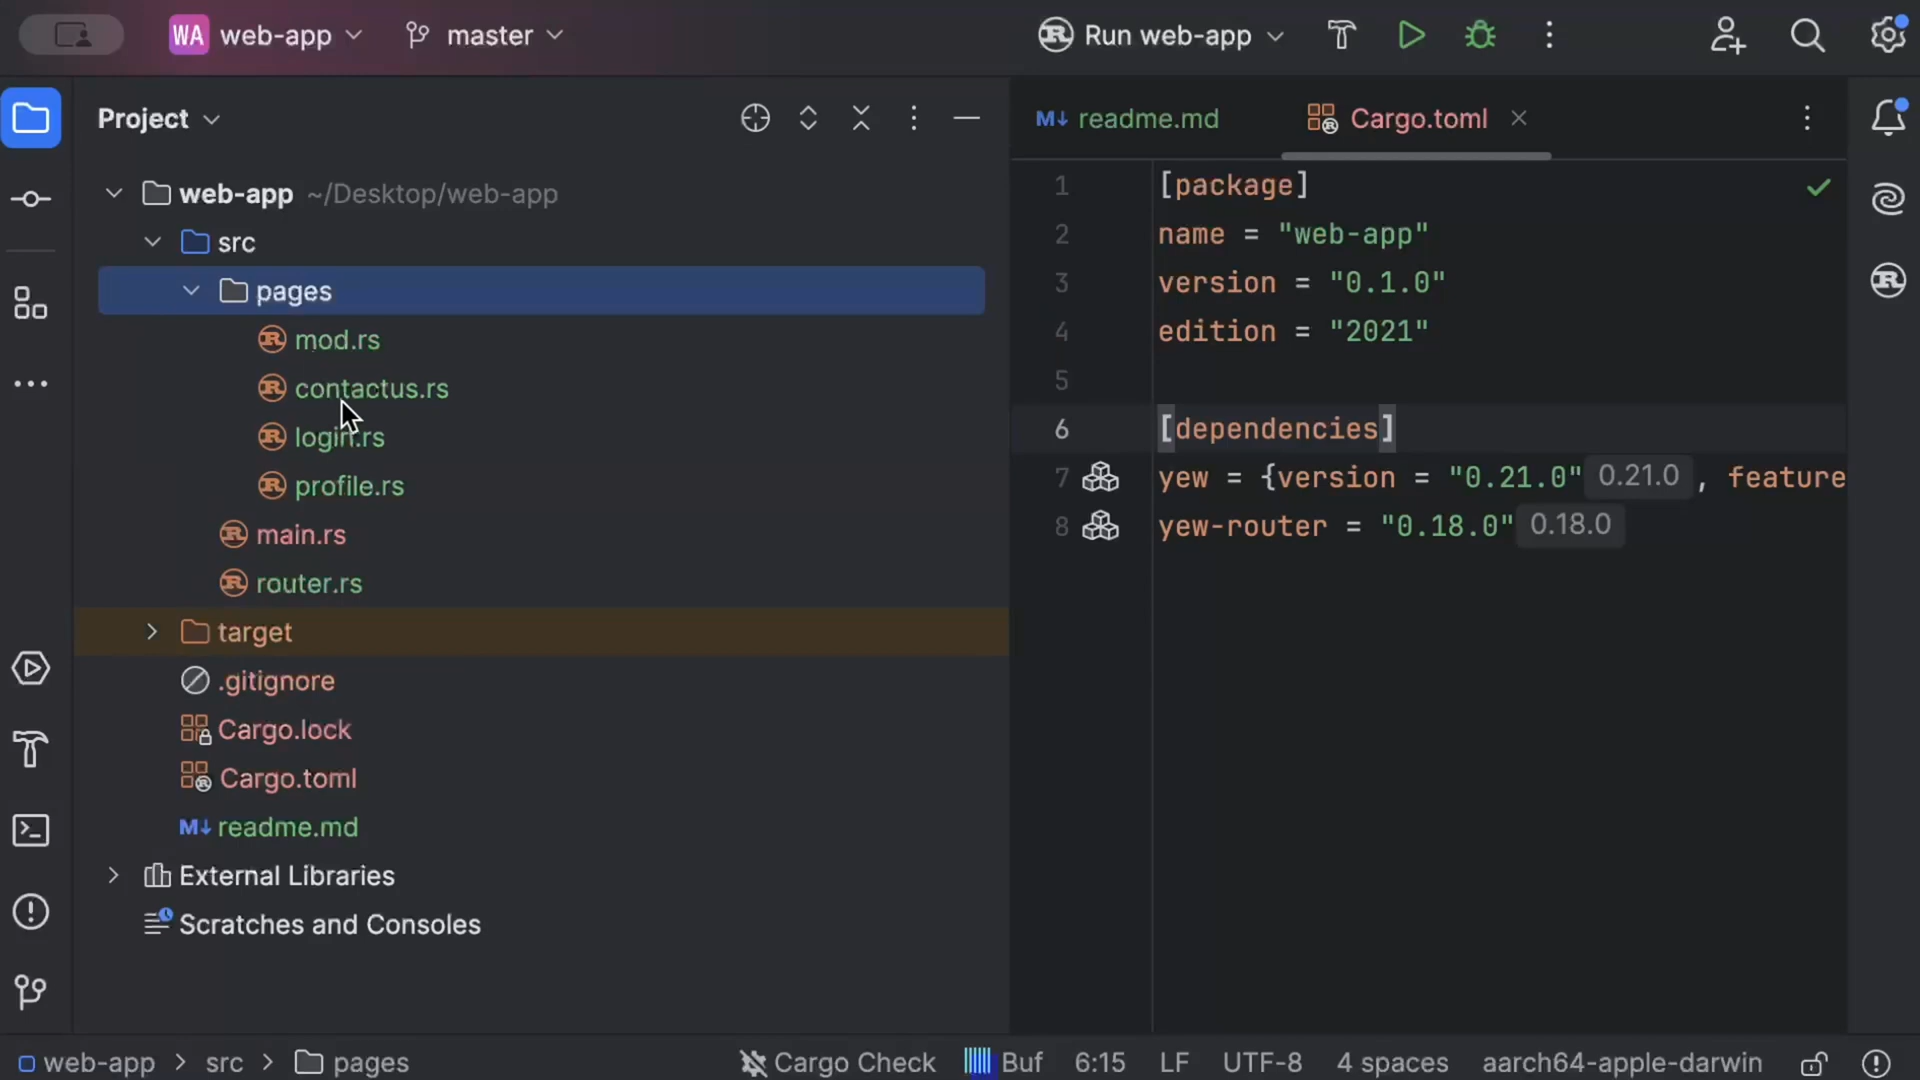 WA web-app master Run web-app
Project
web-app ~/Desktop/web-app
src
pages
mod.rs
contactus.rs
login.rs
profile.rs
main.rs
router.rs
target
.gitignore
Cargo.lock
Cargo.toml
M↓ readme.md
External Libraries
Scratches and Consoles
M↓ readme.md Cargo.toml
1 [package]
2 name = "web-app"
3 version = "0.1.0"
4 edition = "2021"
5
6 [dependencies]
7 yew = {version = "0.21.0" 0.21.0 , feature
8 yew-router = "0.18.0" 0.18.0
web-app > src > pages Cargo Check Buf 6:15 LF UTF-8 4 spaces aarch64-apple-darwin